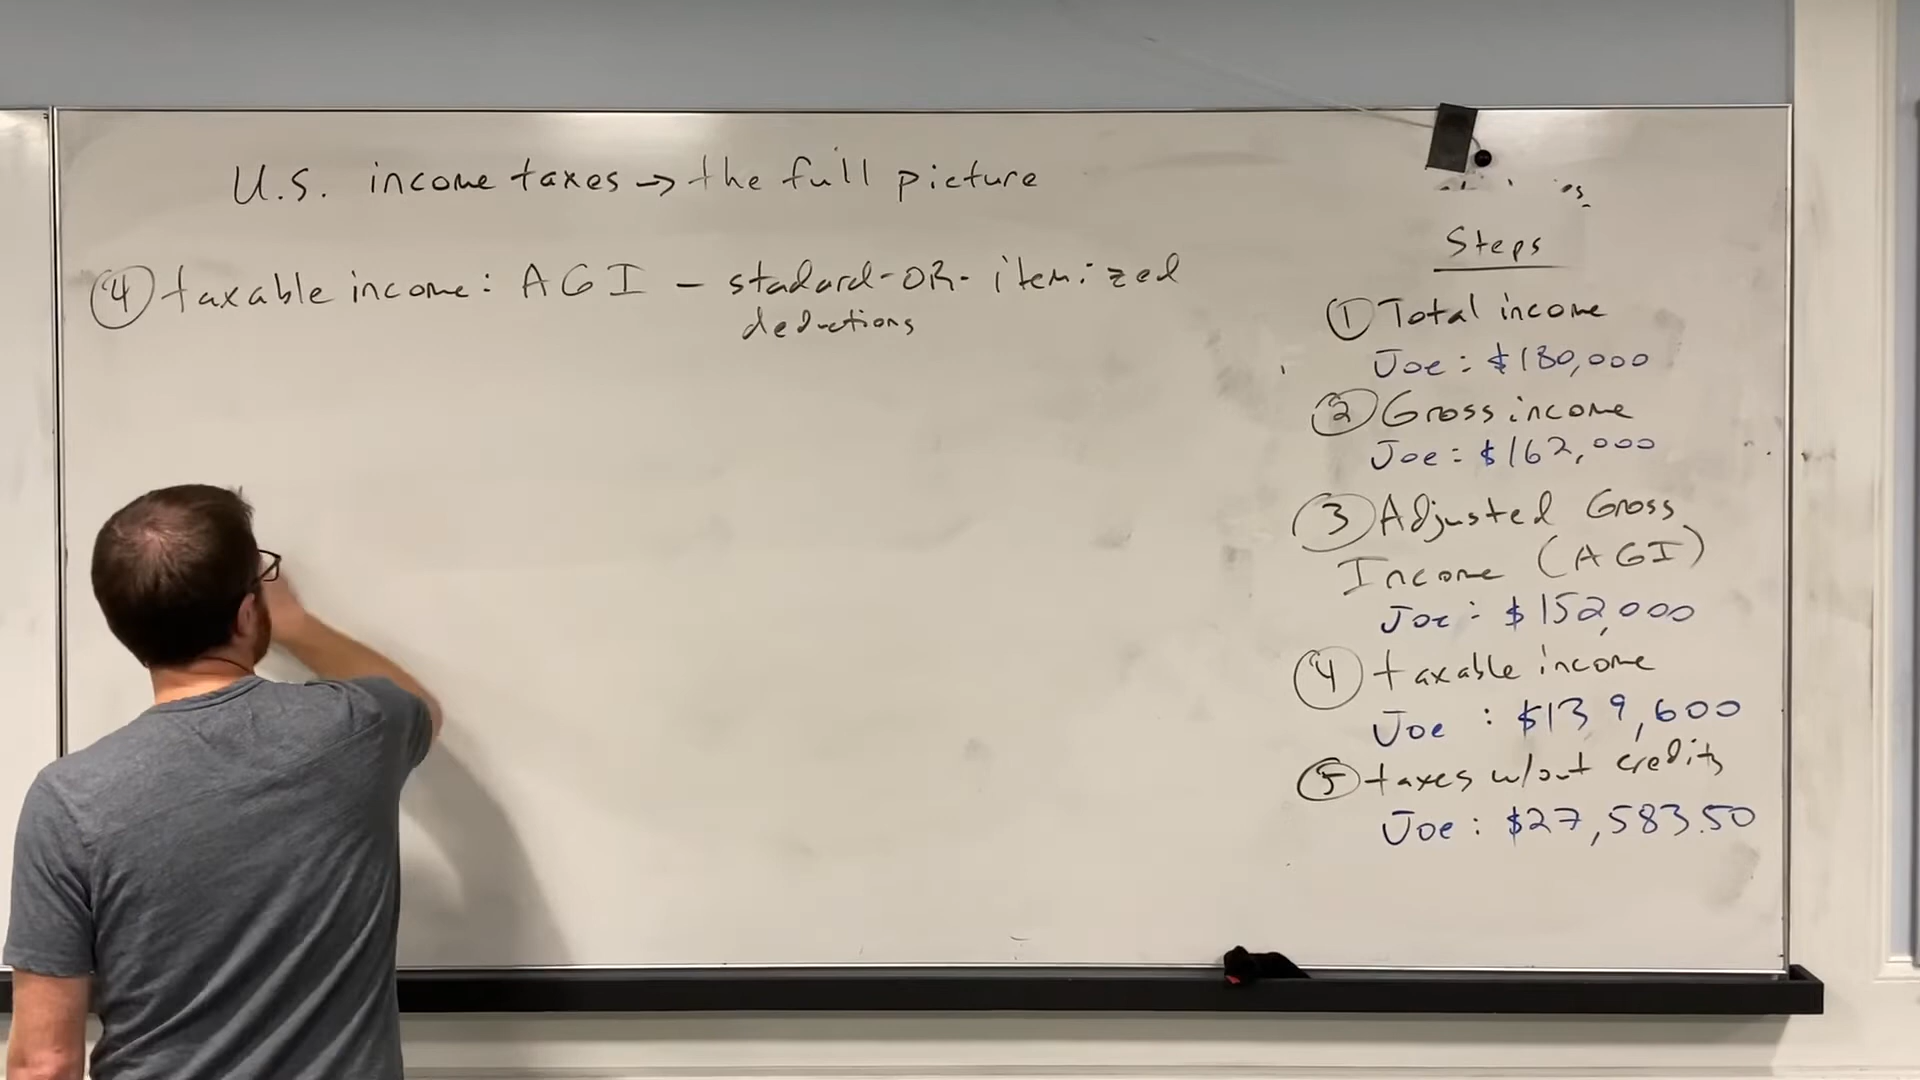 U.S. income taxes → the full picture
④ taxable income: AGI – stadard-OR-itemized
deductions
Steps
① Total income
Joe: $180,000
② Gross income
Joe: $162,000
③ Adjusted Gross
Income (AGI)
Joe: $152,000
④ taxable income
Joe: $139,600
⑤ taxes w/out credits
Joe: $27,583.50